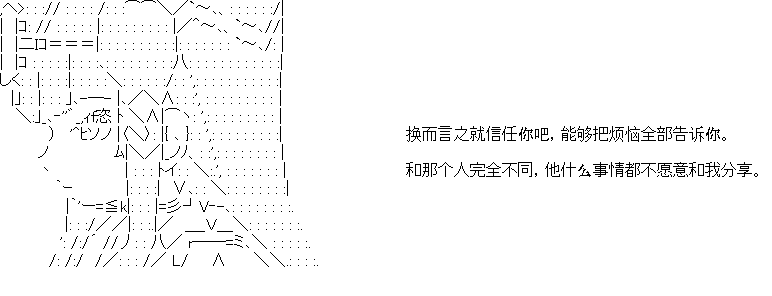 换而言之就信任你吧，能够把烦恼全部告诉你。
和那个人完全不同，他什么事情都不愿意和我分享。